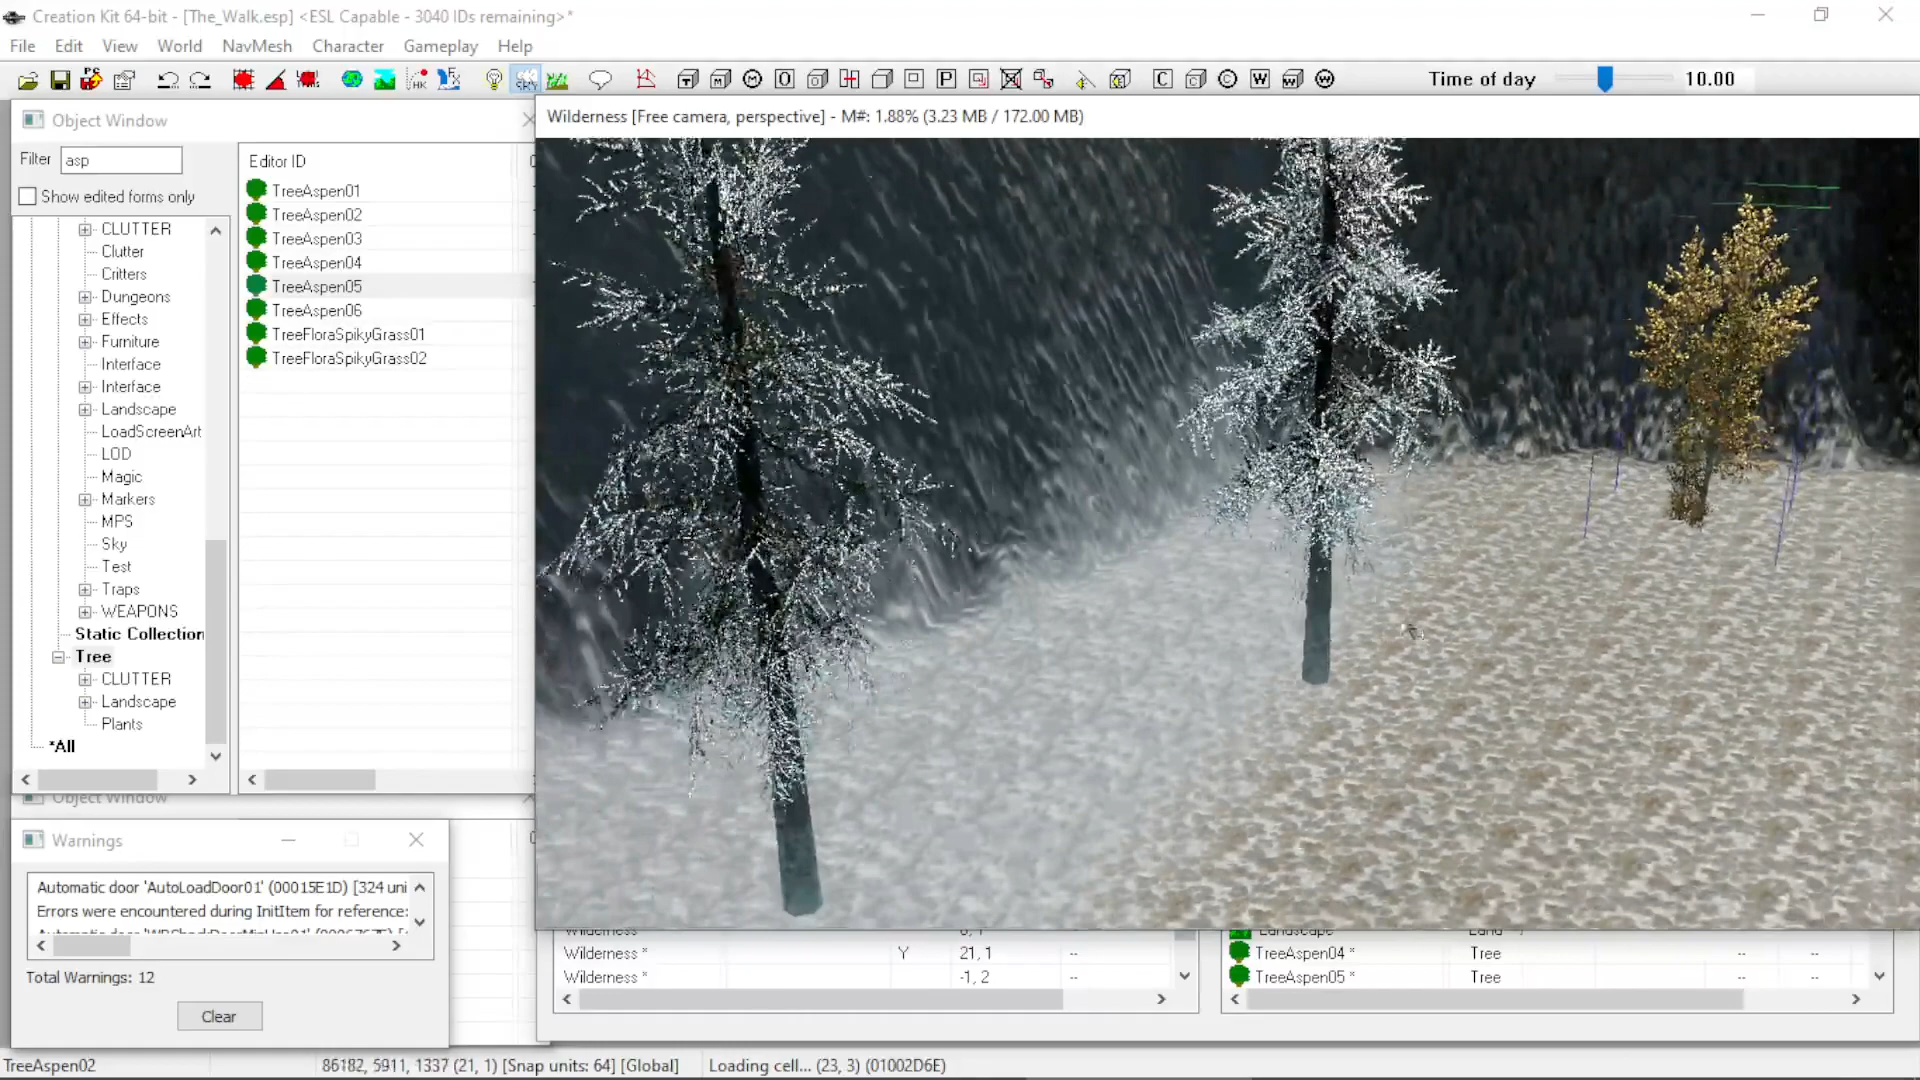 Creation Kit 64-bit - [The_Walk.esp] <ESL Capable - 3040 IDs remaining>*
File Edit View World NavMesh Character Gameplay Help
Time of day 10.00
Object Window
Wilderness [Free camera, perspective] - M#: 1.88% (3.23 MB / 172.00 MB)
Filter asp
Show edited forms only
Editor ID
TreeAspen01
TreeAspen02
TreeAspen03
TreeAspen04
TreeAspen05
TreeAspen06
TreeFloraSpikyGrass01
TreeFloraSpikyGrass02
CLUTTER
Clutter
Critters
Dungeons
Effects
Furniture
Interface
Interface
Landscape
LoadScreenArt
LOD
Magic
Markers
MPS
Sky
Test
Traps
WEAPONS
Static Collection
Tree
CLUTTER
Landscape
Plants
*All
Object Window
Warnings
Automatic door 'AutoLoadDoor01' (00015E1D) [324 uni
Errors were encountered during InitItem for reference:
Total Warnings: 12
Clear
Wilderness
Wilderness * Y 21, 1 --
Wilderness * -1, 2 --
Landscape Land
TreeAspen04 * Tree -- --
TreeAspen05 * Tree -- --
TreeAspen02
86182, 5911, 1337 (21, 1) [Snap units: 64] [Global]
Loading cell... (23, 3) (01002D6E)